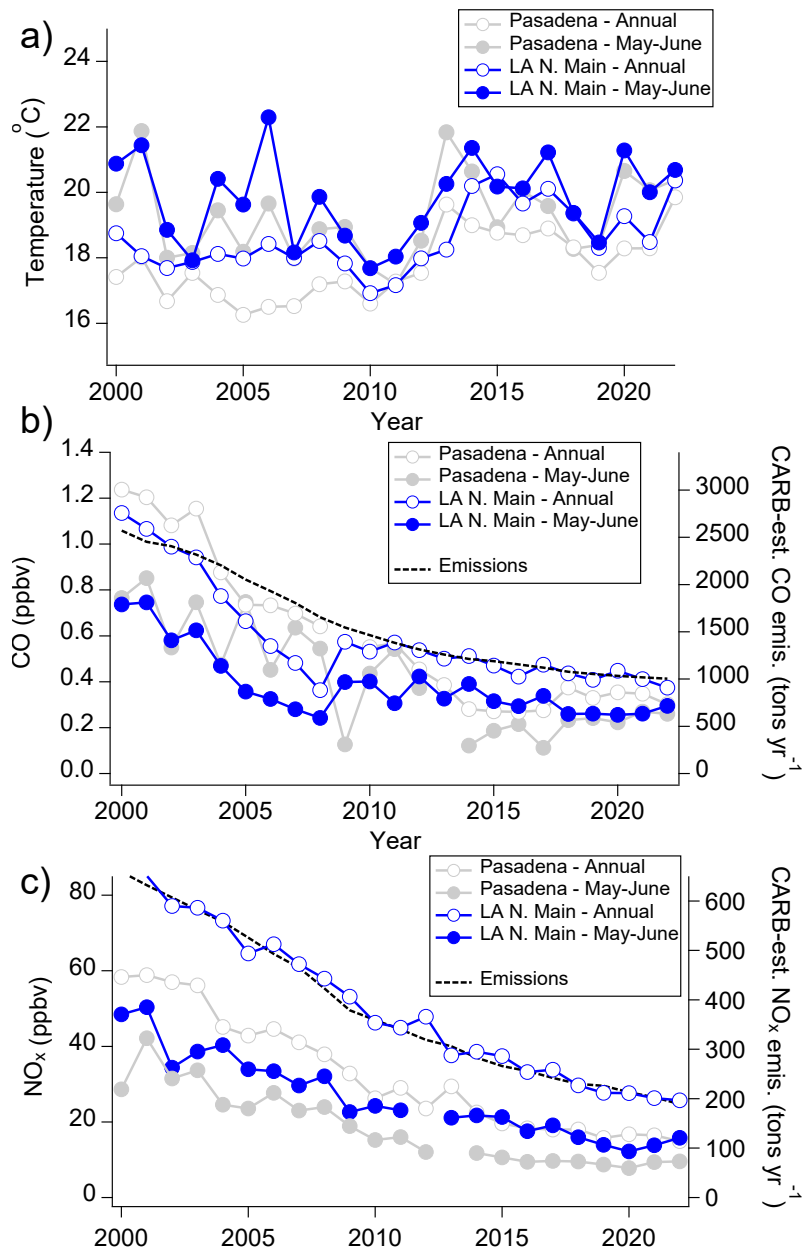 a)
Pasadena - Annual
Pasadena - May-June
LA N. Main - Annual
LA N. Main - May-June
24
22
20
18
16
Temperature (°C)
2000
2005
2010
2015
2020
Year
b)
Pasadena - Annual
Pasadena - May-June
LA N. Main - Annual
LA N. Main - May-June
Emissions
1.4
1.2
1.0
0.8
0.6
0.4
0.2
0.0
CO (ppbv)
3000
2500
2000
1500
1000
500
0
CARB-est. CO emis. (tons yr⁻¹)
2000
2005
2010
2015
2020
Year
c)
Pasadena - Annual
Pasadena - May-June
LA N. Main - Annual
LA N. Main - May-June
Emissions
80
60
40
20
0
NOₓ (ppbv)
600
500
400
300
200
100
0
CARB-est. NOₓ emis. (tons yr⁻¹)
2000
2005
2010
2015
2020